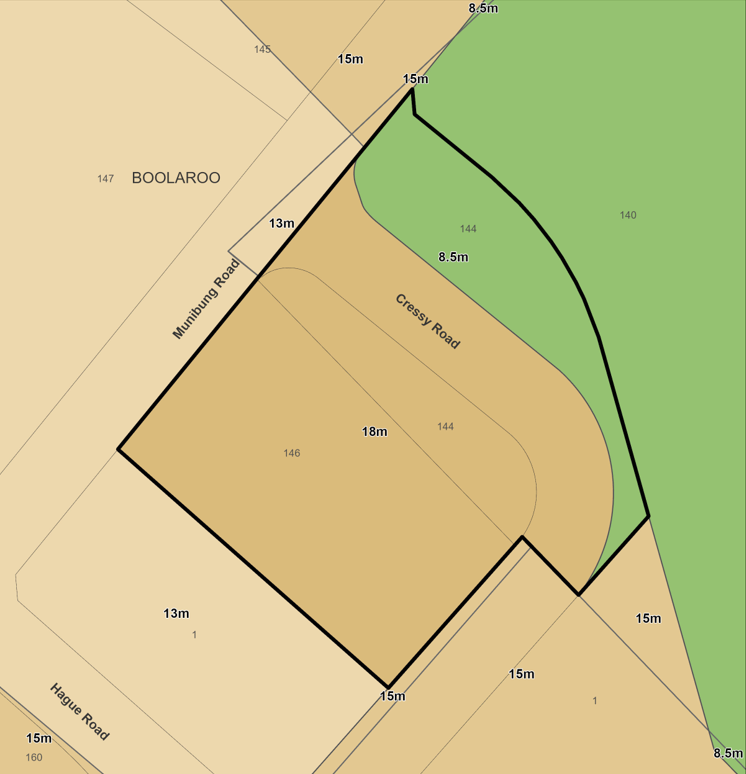 8.5m
145
15m
15m
147
BOOLAROO
140
13m
144
8.5m
Munibung Road
Cressy Road
144
18m
146
13m
15m
1
15m
15m
1
Hague Road
15m
8.5m
160